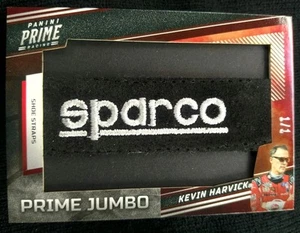 PANINI
PRIME
RACING
SHOE STRAPS
sparco
1/1
PRIME JUMBO
KEVIN HARVICK